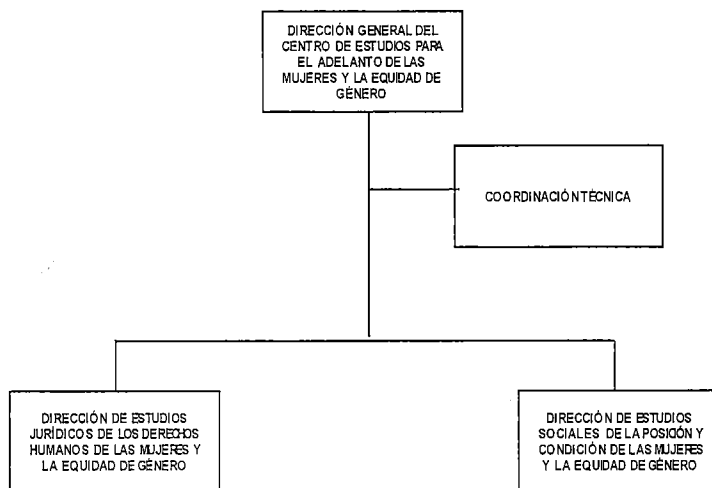 DIRECCIÓN GENERAL DEL
CENTRO DE ESTUDIOS PARA
EL ADELANTO DE LAS
MUJERES Y LA EQUIDAD DE
GÉNERO
COORDINACIÓN TÉCNICA
DIRECCIÓN DE ESTUDIOS
JURÍDICOS DE LOS DERECHOS
HUMANOS DE LAS MUJERES Y
LA EQUIDAD DE GÉNERO
DIRECCIÓN DE ESTUDIOS
SOCIALES DE LA POSICIÓN Y
CONDICIÓN DE LAS MUJERES
Y LA EQUIDAD DE GÉNERO